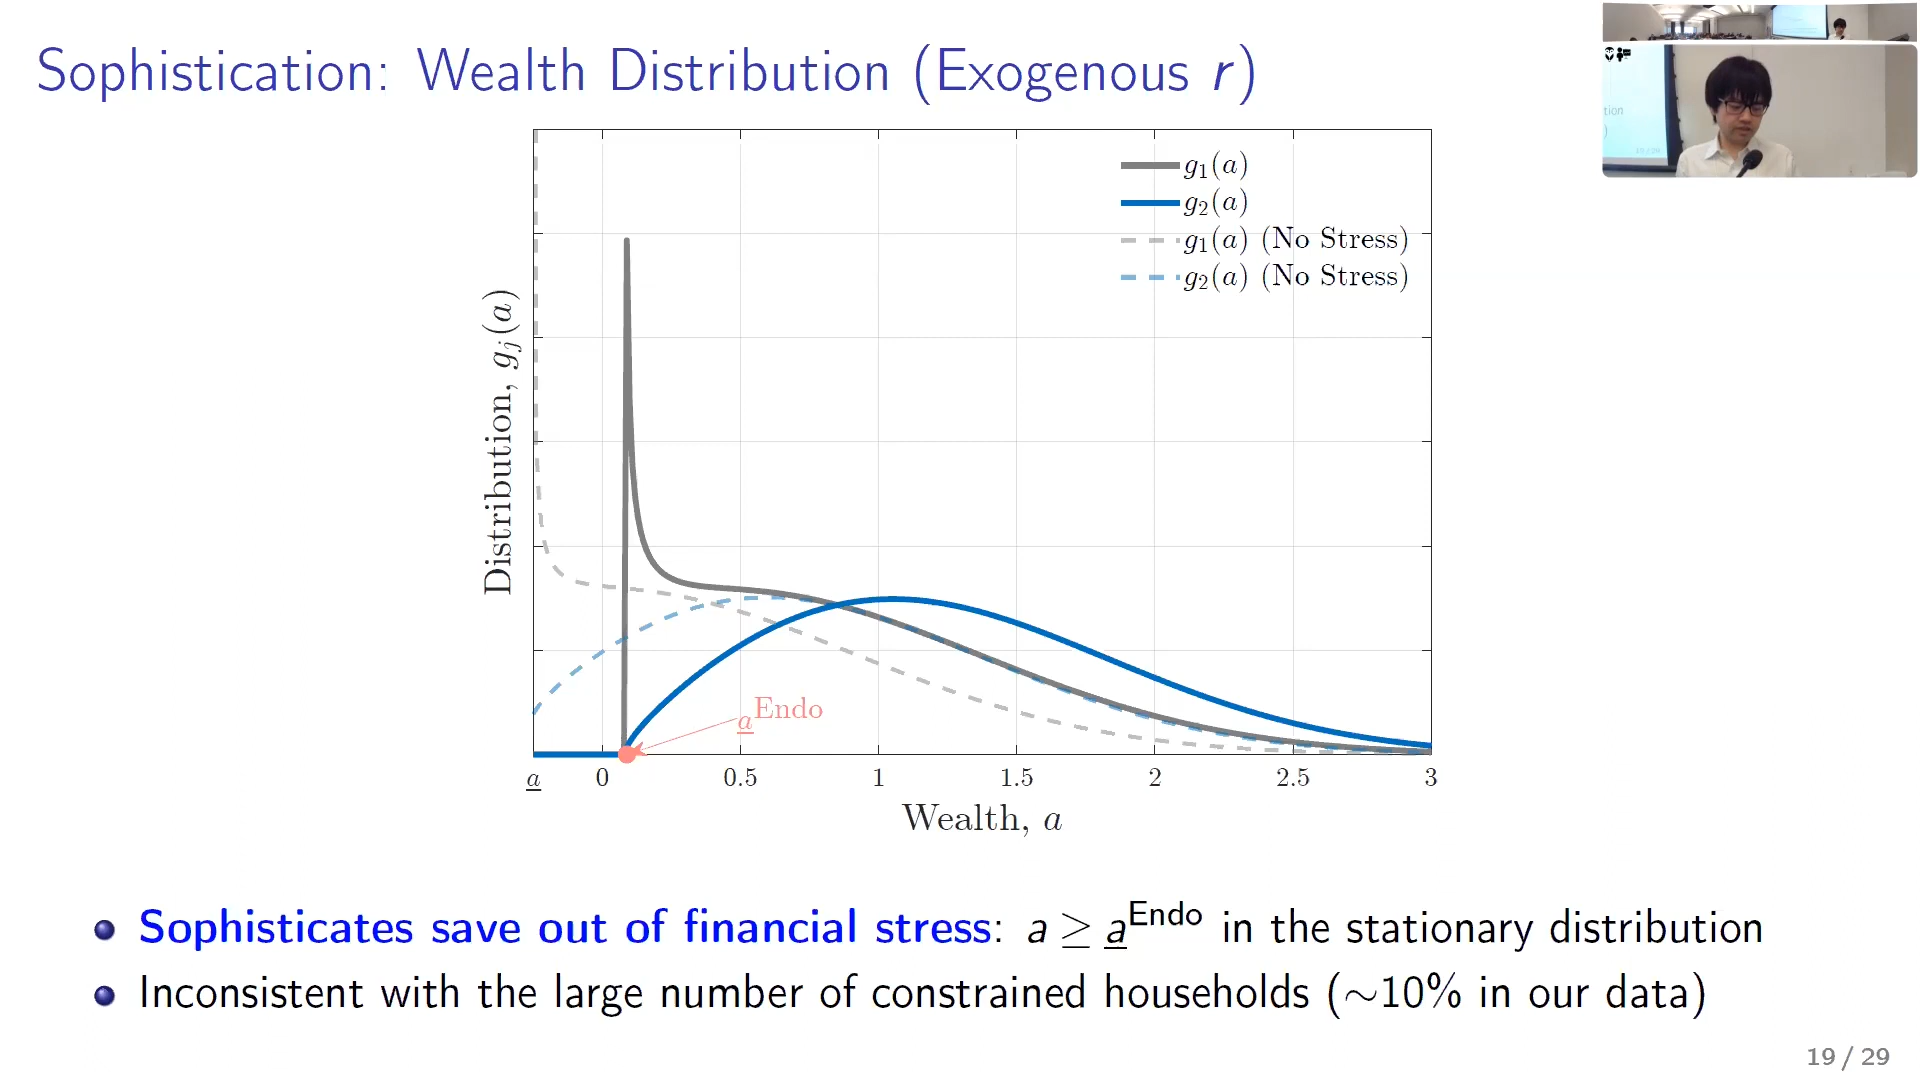 Sophistication: Wealth Distribution (Exogenous r)
g₁(a)
g₂(a)
g₁(a) (No Stress)
g₂(a) (No Stress)
Distribution, gⱼ(a)
a̲ᴱⁿᵈᵒ
a̲ 0 0.5 1 1.5 2 2.5 3
Wealth, a
Sophisticates save out of financial stress: a ≥ a̲ᴱⁿᵈᵒ in the stationary distribution
Inconsistent with the large number of constrained households (~10% in our data)
19 / 29